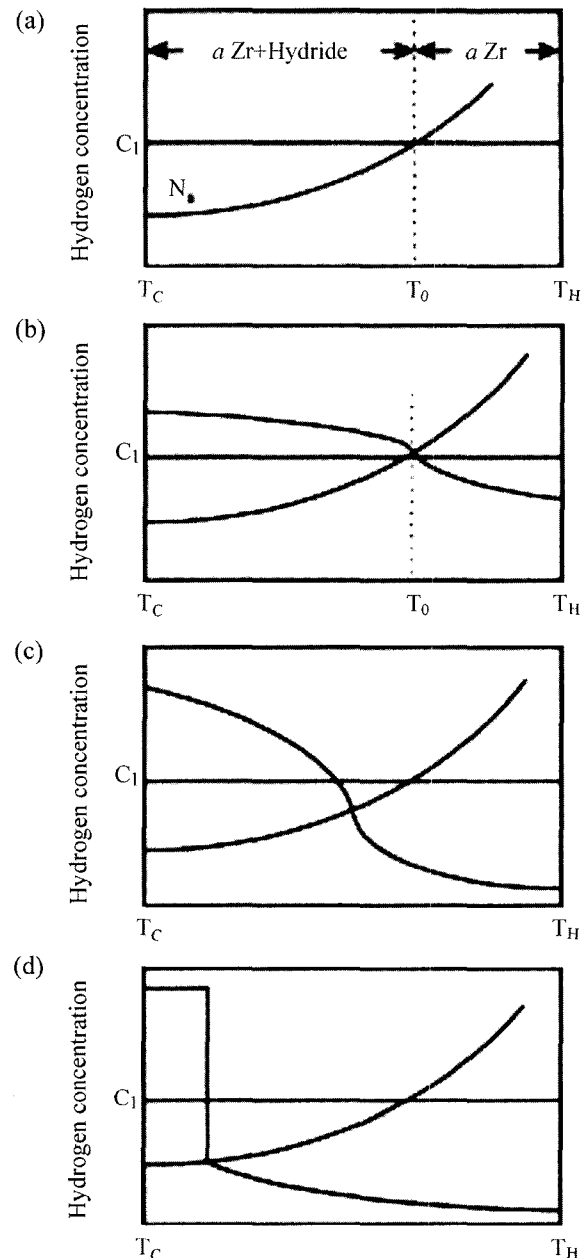 (a)
a Zr+Hydride a Zr
Hydrogen concentration
C1
Ns
TC T0 TH
(b)
Hydrogen concentration
C1
TC T0 TH
(c)
Hydrogen concentration
C1
TC TH
(d)
Hydrogen concentration
C1
TC TH